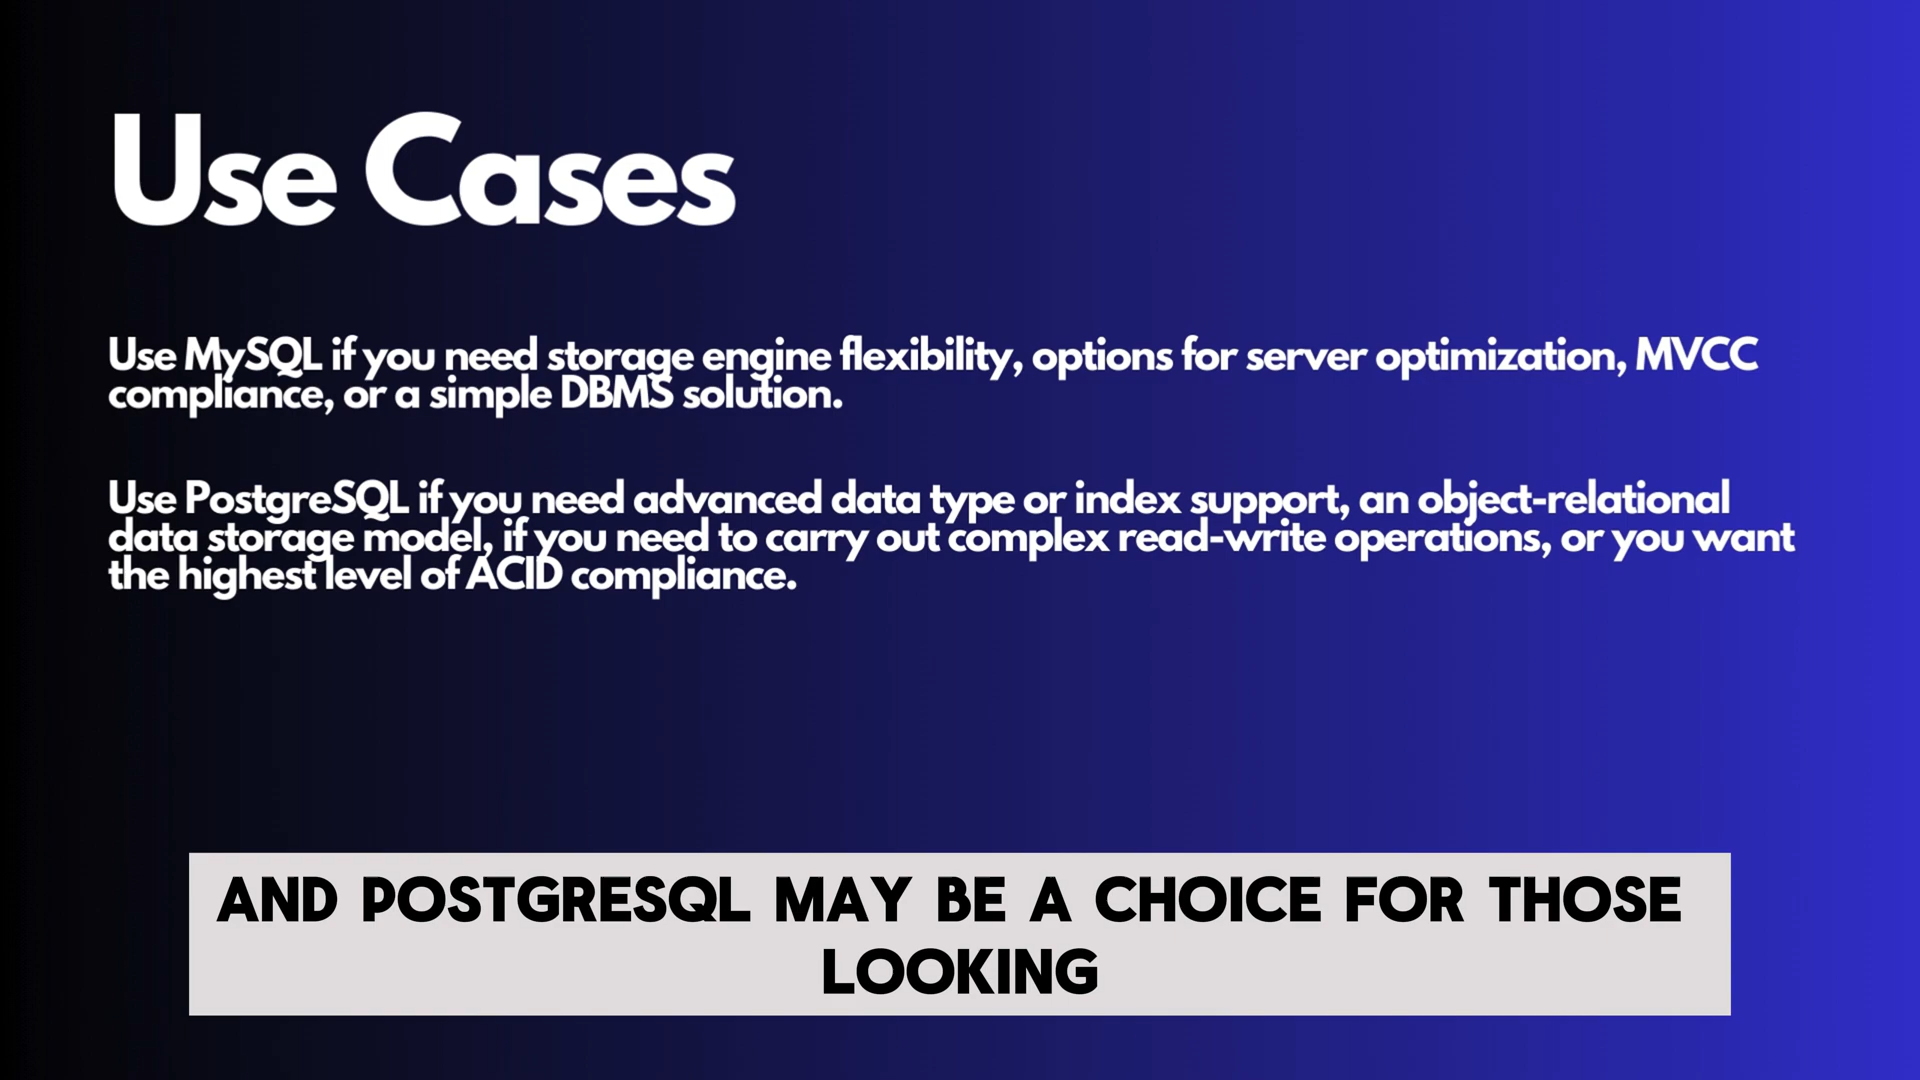 Use Cases
Use MySQL if you need storage engine flexibility, options for server optimization, MVCC
compliance, or a simple DBMS solution.
Use PostgreSQL if you need advanced data type or index support, an object-relational
data storage model, if you need to carry out complex read-write operations, or you want
the highest level of ACID compliance.
AND POSTGRESQL MAY BE A CHOICE FOR THOSE
LOOKING